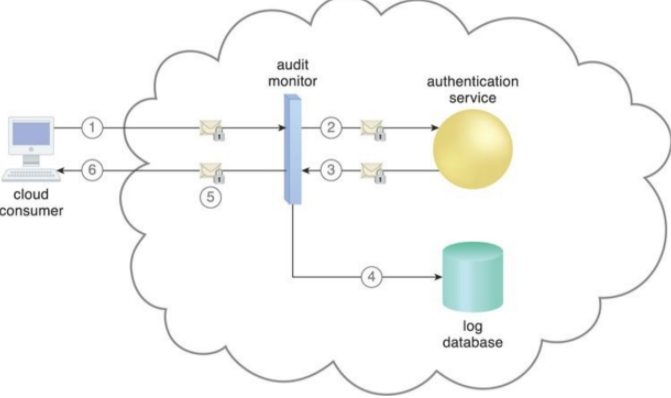 audit
monitor
authentication
service
1
2
6
3
5
cloud
consumer
4
log
database